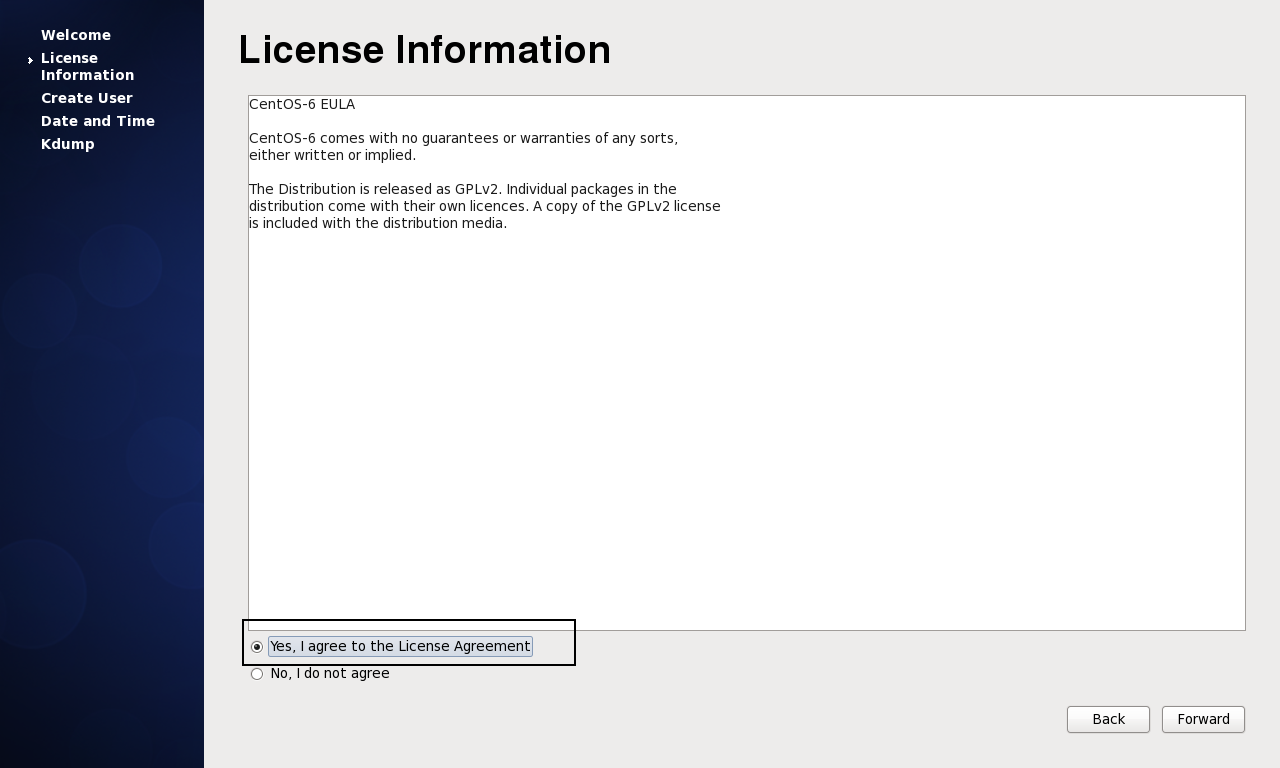 Welcome
License
Information
Create User
Date and Time
Kdump
License Information
CentOS-6 EULA
CentOS-6 comes with no guarantees or warranties of any sorts,
either written or implied.
The Distribution is released as GPLv2. Individual packages in the
distribution come with their own licences. A copy of the GPLv2 license
is included with the distribution media.
Yes, I agree to the License Agreement
No, I do not agree
Back
Forward